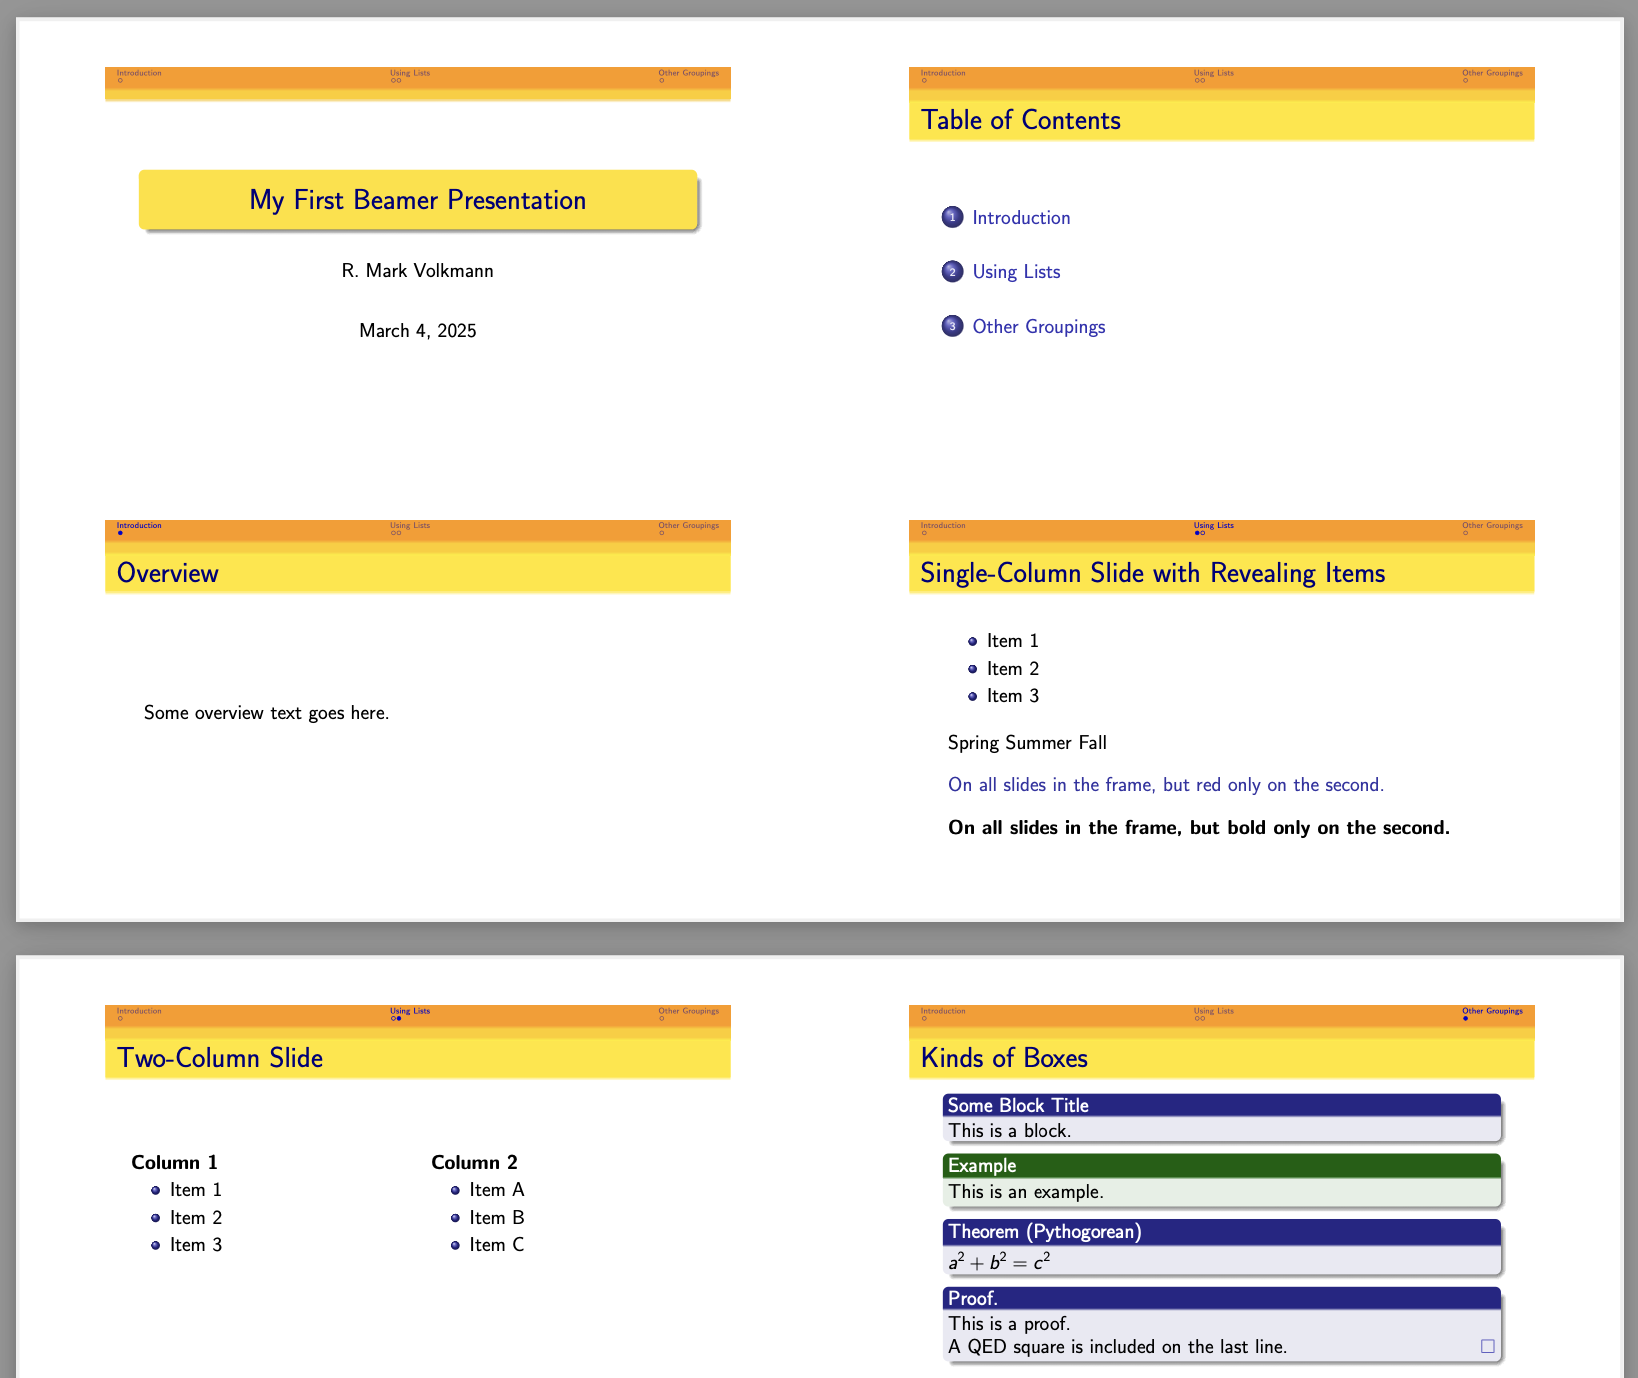 Introduction Using Lists Other Groupings
My First Beamer Presentation
R. Mark Volkmann
March 4, 2025
Introduction Using Lists Other Groupings
Table of Contents
1 Introduction
2 Using Lists
3 Other Groupings
Introduction Using Lists Other Groupings
Overview
Some overview text goes here.
Introduction Using Lists Other Groupings
Single-Column Slide with Revealing Items
Item 1
Item 2
Item 3
Spring Summer Fall
On all slides in the frame, but red only on the second.
On all slides in the frame, but bold only on the second.
Introduction Using Lists Other Groupings
Two-Column Slide
Column 1
Item 1
Item 2
Item 3
Column 2
Item A
Item B
Item C
Introduction Using Lists Other Groupings
Kinds of Boxes
Some Block Title
This is a block.
Example
This is an example.
Theorem (Pythogorean)
a² + b² = c²
Proof.
This is a proof.
A QED square is included on the last line. □